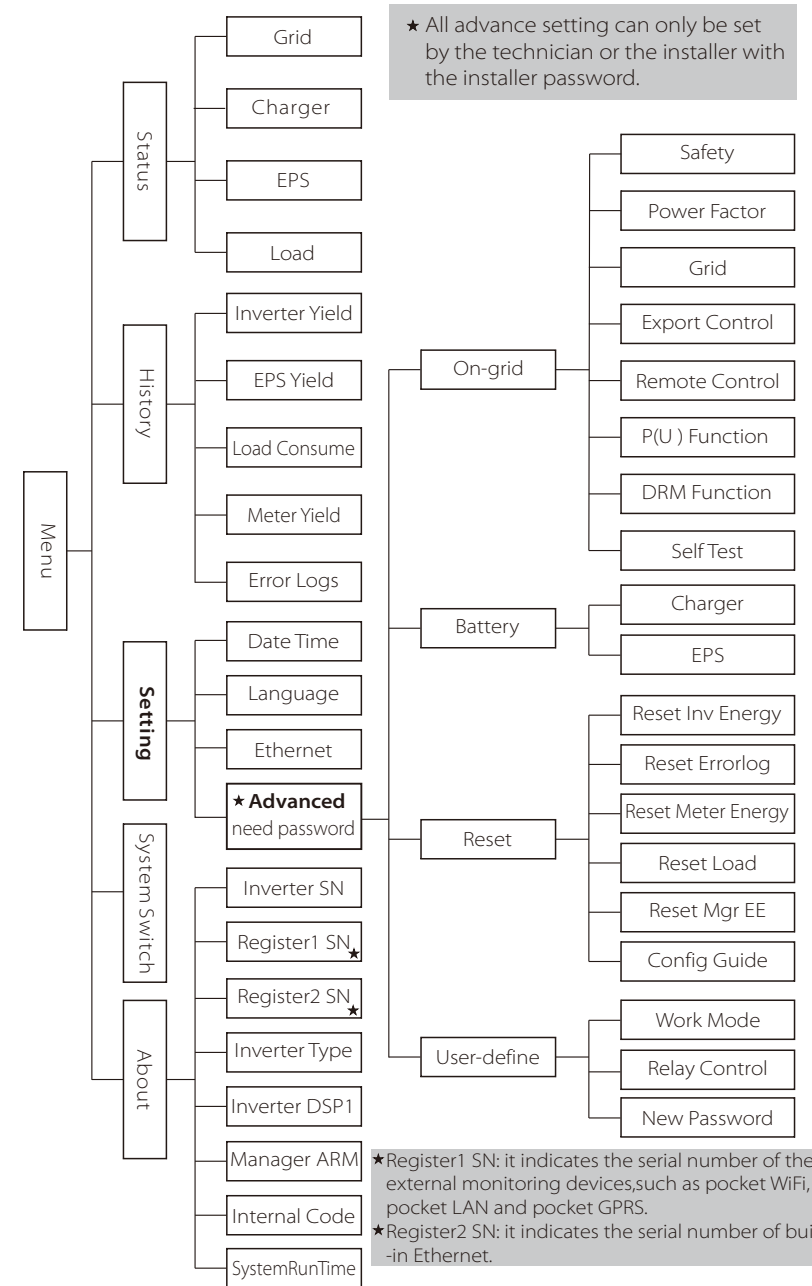 Menu
Status
Grid
Charger
EPS
Load
History
Inverter Yield
EPS Yield
Load Consume
Meter Yield
Error Logs
Setting
Date Time
Language
Ethernet
★ Advanced
need password
System Switch
About
Inverter SN
Register1 SN★
Register2 SN★
Inverter Type
Inverter DSP1
Manager ARM
Internal Code
SystemRunTime
★ All advance setting can only be set
by the technician or the installer with
the installer password.
On-grid
Safety
Power Factor
Grid
Export Control
Remote Control
P(U ) Function
DRM Function
Self Test
Battery
Charger
EPS
Reset
Reset Inv Energy
Reset Errorlog
Reset Meter Energy
Reset Load
Reset Mgr EE
Config Guide
User-define
Work Mode
Relay Control
New Password
★Register1 SN: it indicates the serial number of the
external monitoring devices,such as pocket WiFi,
pocket LAN and pocket GPRS.
★Register2 SN: it indicates the serial number of bui
-in Ethernet.